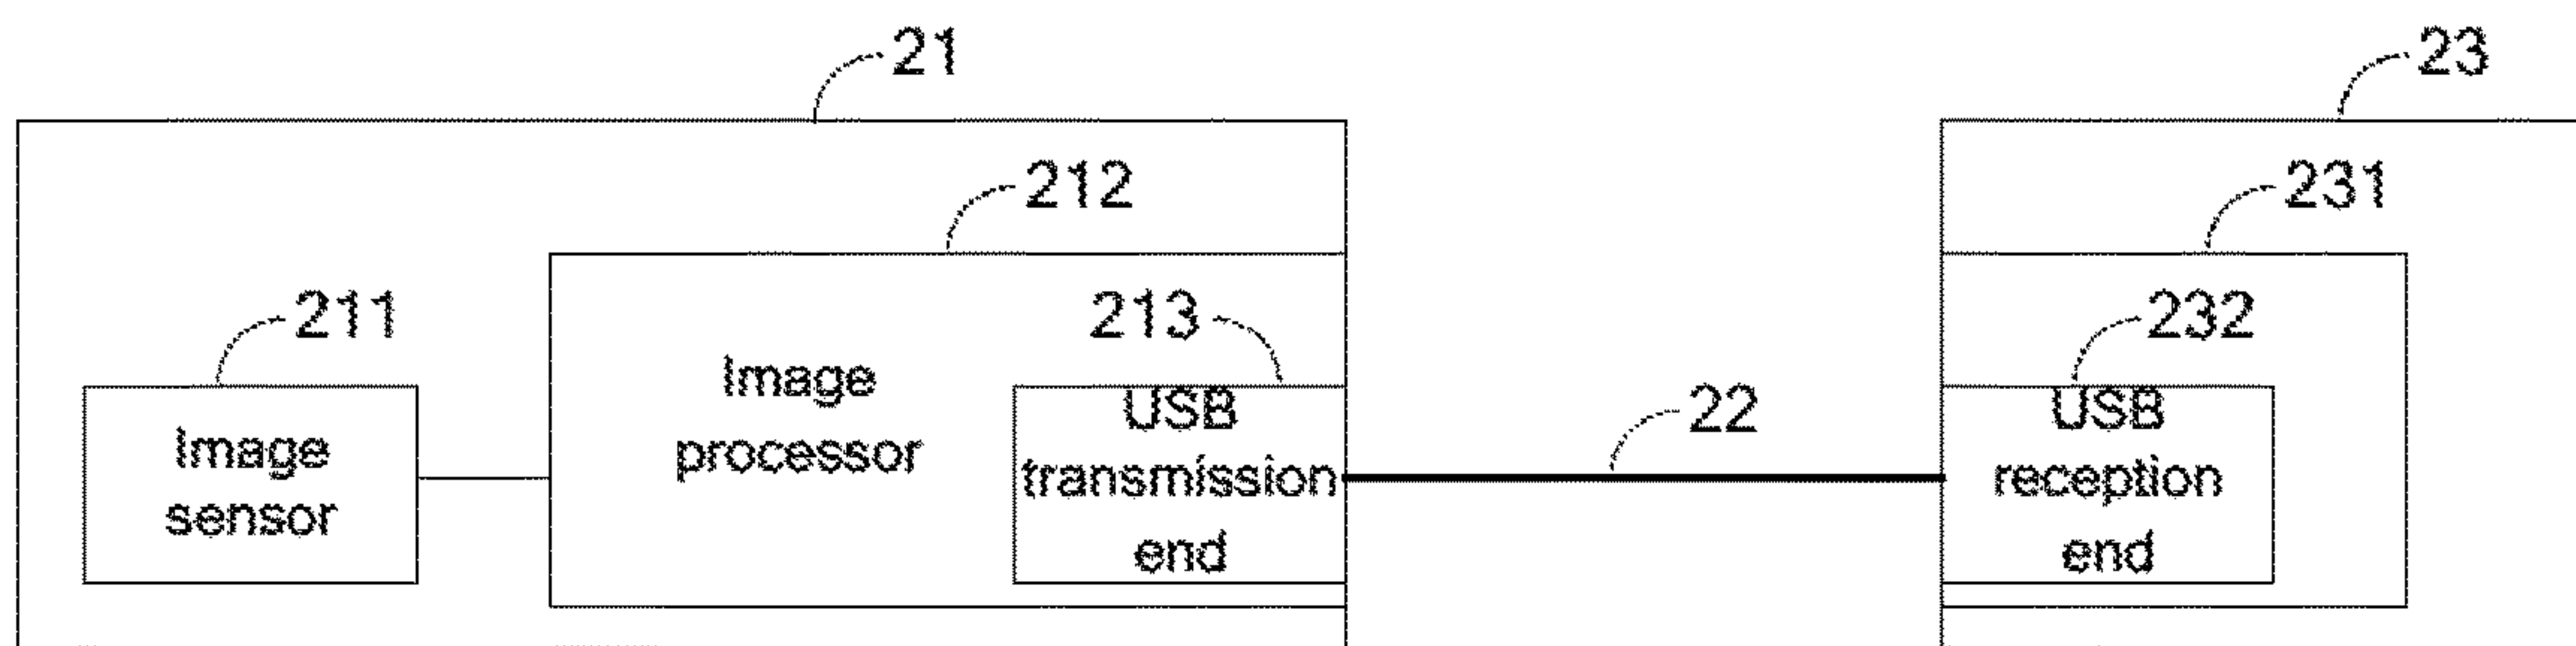 21
23
212
231
211
213
232
Image
processor
USB
transmission
end
22
USB
reception
end
Image
sensor